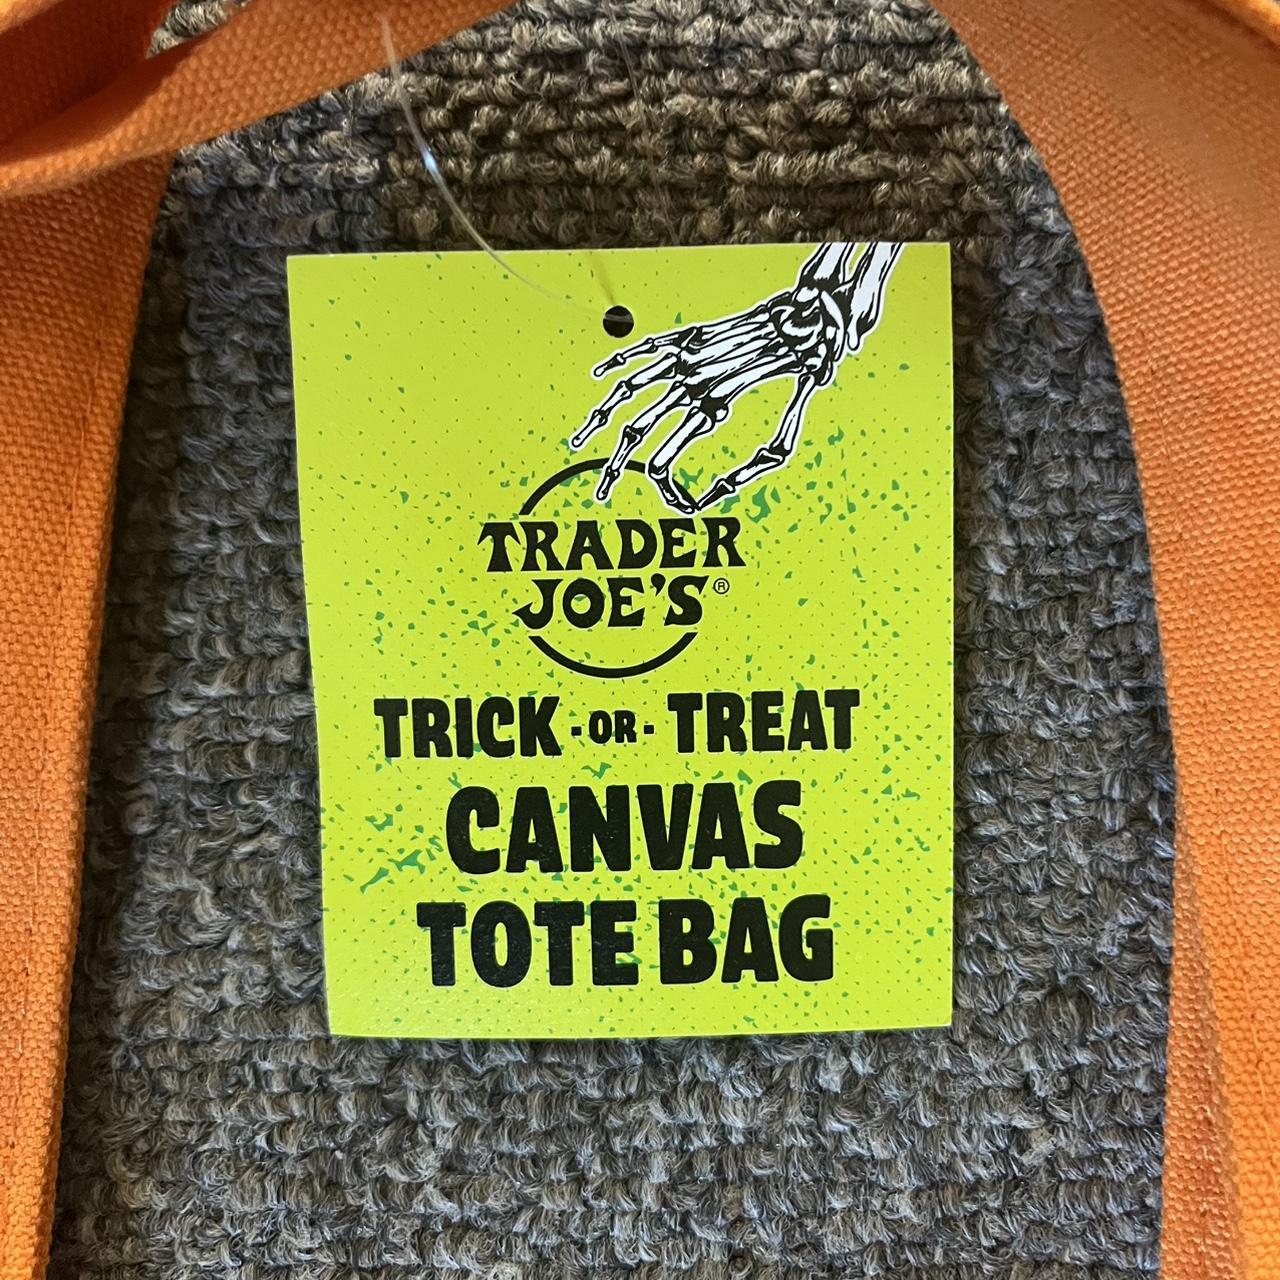 TRADER
JOE'S®
TRICK -OR- TREAT
CANVAS
TOTE BAG